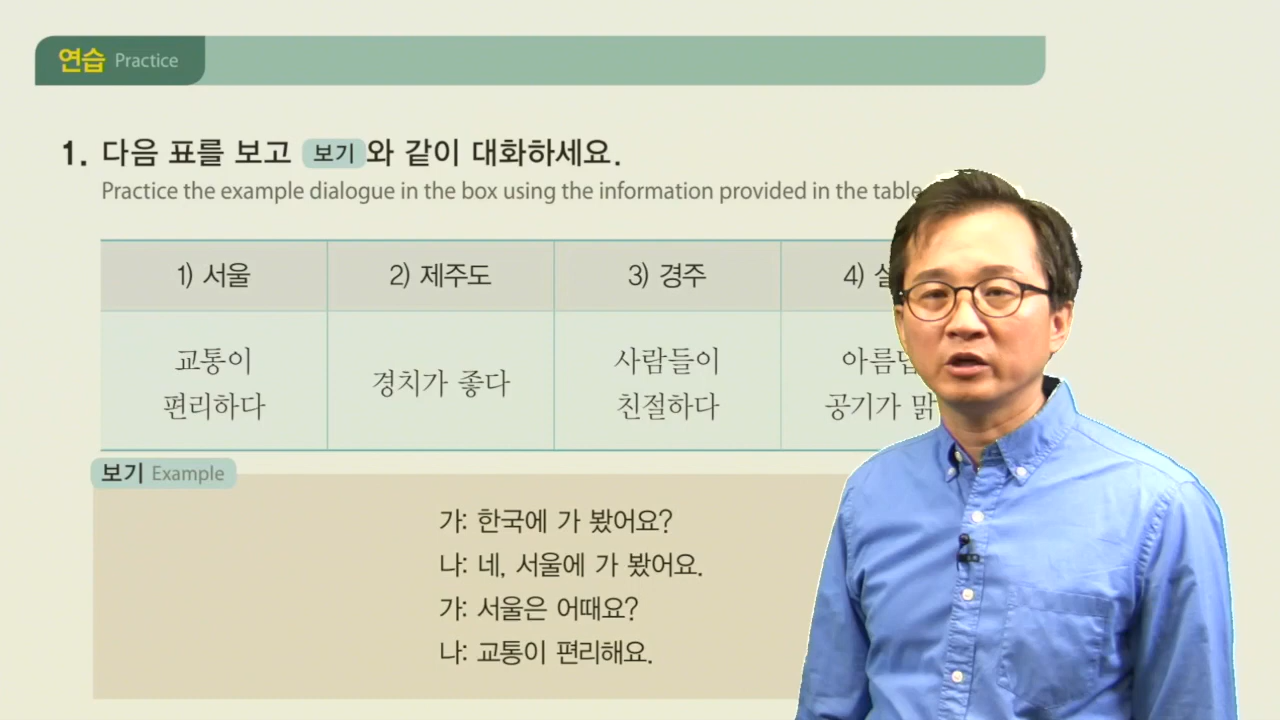 연습 Practice
1. 다음 표를 보고 보기와 같이 대화하세요.
Practice the example dialogue in the box using the information provided in the table
1) 서울
2) 제주도
3) 경주
4)
교통이
편리하다
경치가 좋다
사람들이
친절하다
공기가
보기 Example
가: 한국에 가 봤어요?
나: 네, 서울에 가 봤어요.
가: 서울은 어때요?
나: 교통이 편리해요.